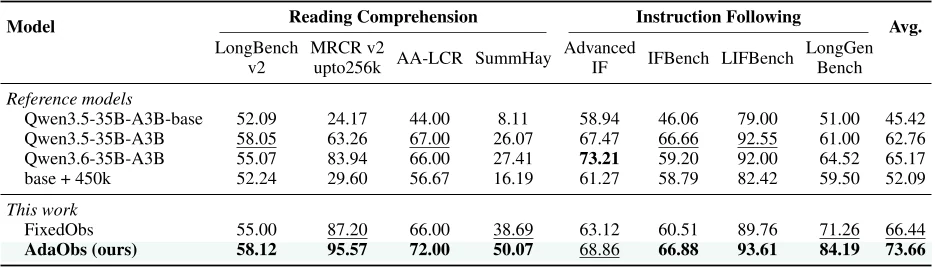 Model Reading Comprehension Instruction Following Avg.
LongBench v2 MRCR v2 upto256k AA-LCR SummHay Advanced IF IFBench LIFBench LongGen Bench
Reference models
Qwen3.5-35B-A3B-base 52.09 24.17 44.00 8.11 58.94 46.06 79.00 51.00 45.42
Qwen3.5-35B-A3B 58.05 63.26 67.00 26.07 67.47 66.66 92.55 61.00 62.76
Qwen3.6-35B-A3B 55.07 83.94 66.00 27.41 73.21 59.20 92.00 64.52 65.17
base + 450k 52.24 29.60 56.67 16.19 61.27 58.79 82.42 59.50 52.09
This work
FixedObs 55.00 87.20 66.00 38.69 63.12 60.51 89.76 71.26 66.44
AdaObs (ours) 58.12 95.57 72.00 50.07 68.86 66.88 93.61 84.19 73.66